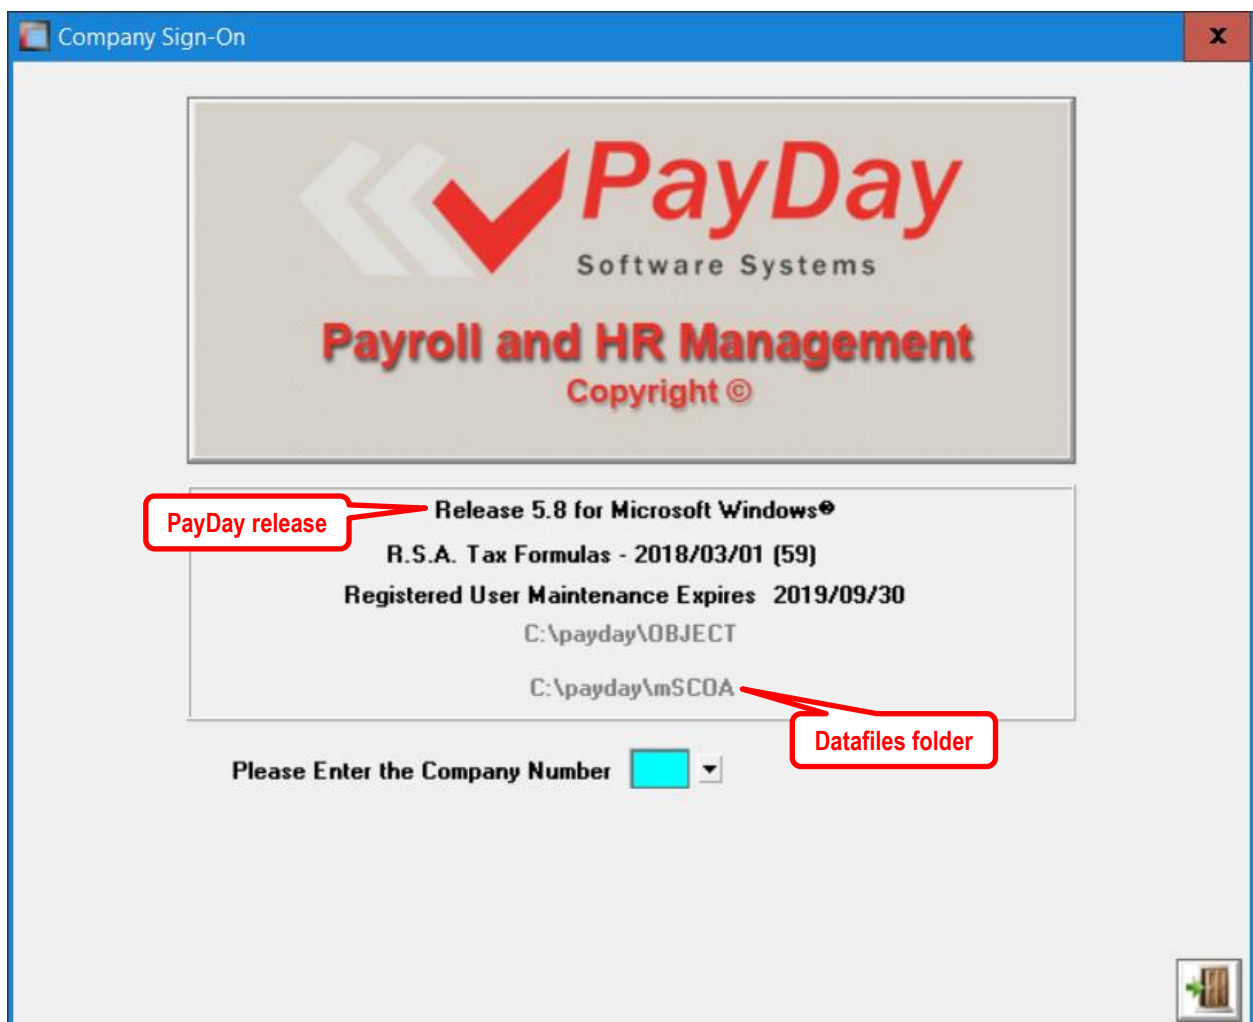 Company Sign-On
x
PayDay
Software Systems
Payroll and HR Management
Copyright ©
PayDay release
Release 5.8 for Microsoft Windows®
R.S.A. Tax Formulas - 2018/03/01 (59)
Registered User Maintenance Expires 2019/09/30
C:\payday\OBJECT
C:\payday\mSCOA
Datafiles folder
Please Enter the Company Number